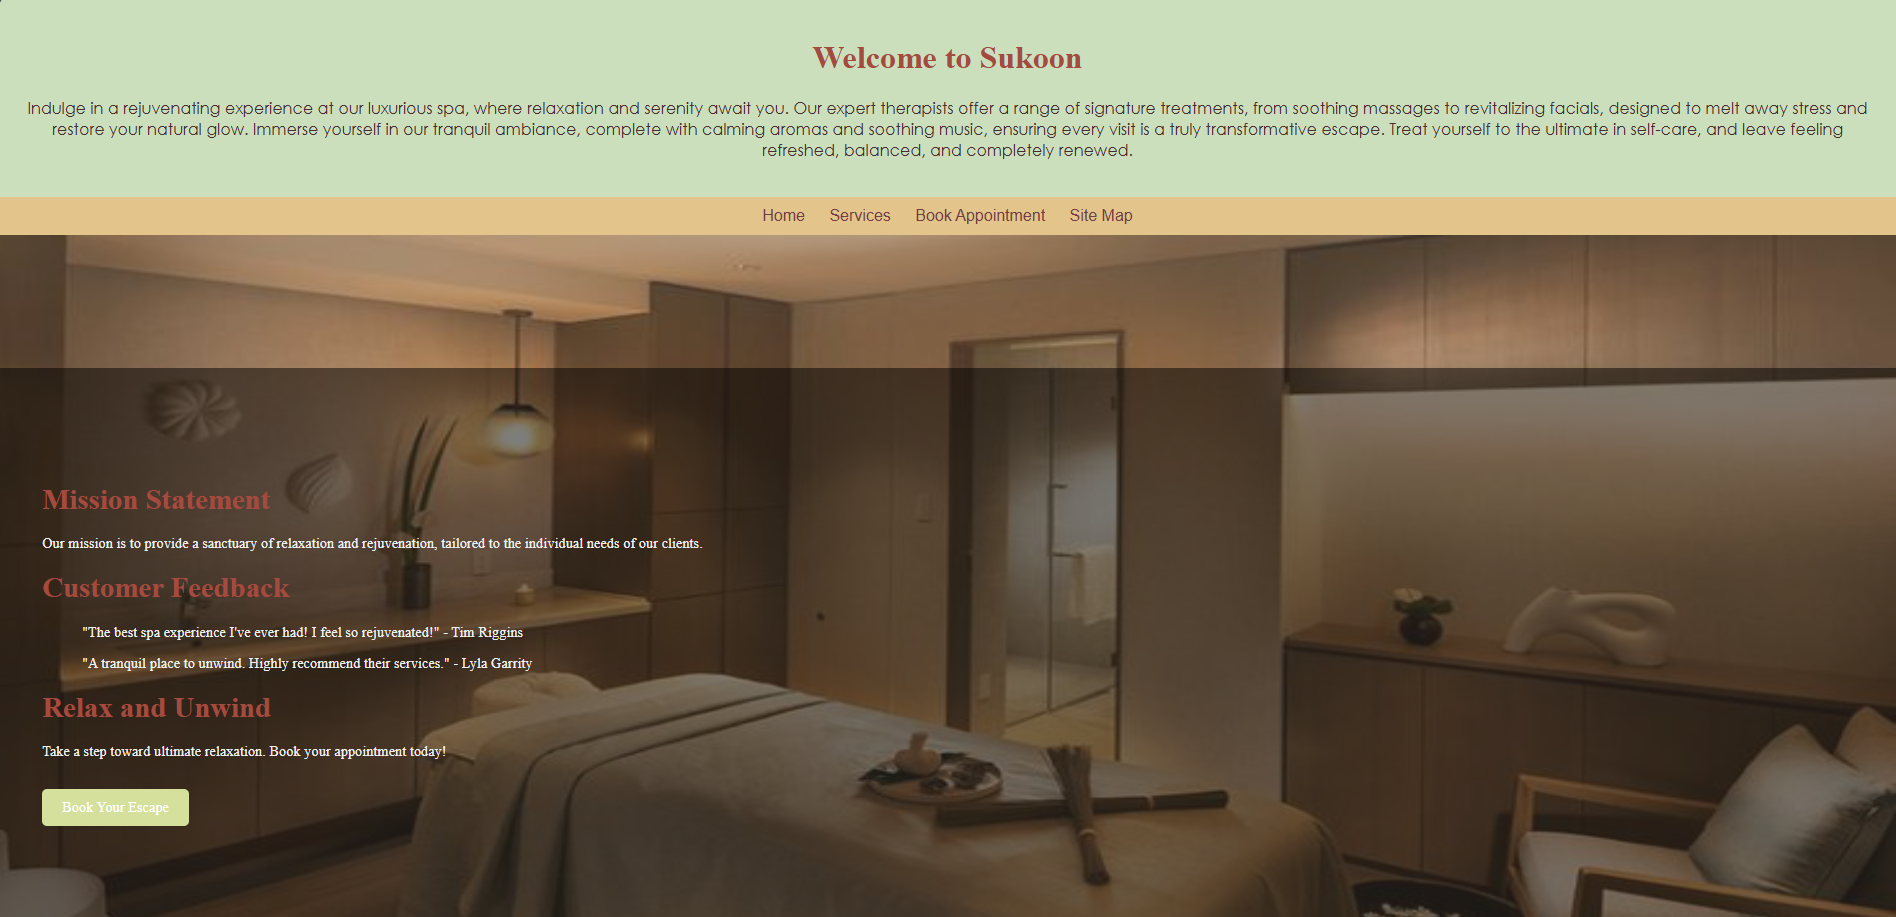 Welcome to Sukoon
Indulge in a rejuvenating experience at our luxurious spa, where relaxation and serenity await you. Our expert therapists offer a range of signature treatments, from soothing massages to revitalizing facials, designed to melt away stress and
restore your natural glow. Immerse yourself in our tranquil ambiance, complete with calming aromas and soothing music, ensuring every visit is a truly transformative escape. Treat yourself to the ultimate in self-care, and leave feeling
refreshed, balanced, and completely renewed.
Home Services Book Appointment Site Map
Mission Statement
Our mission is to provide a sanctuary of relaxation and rejuvenation, tailored to the individual needs of our clients.
Customer Feedback
"The best spa experience I've ever had! I feel so rejuvenated!" - Tim Riggins
"A tranquil place to unwind. Highly recommend their services." - Lyla Garrity
Relax and Unwind
Take a step toward ultimate relaxation. Book your appointment today!
Book Your Escape